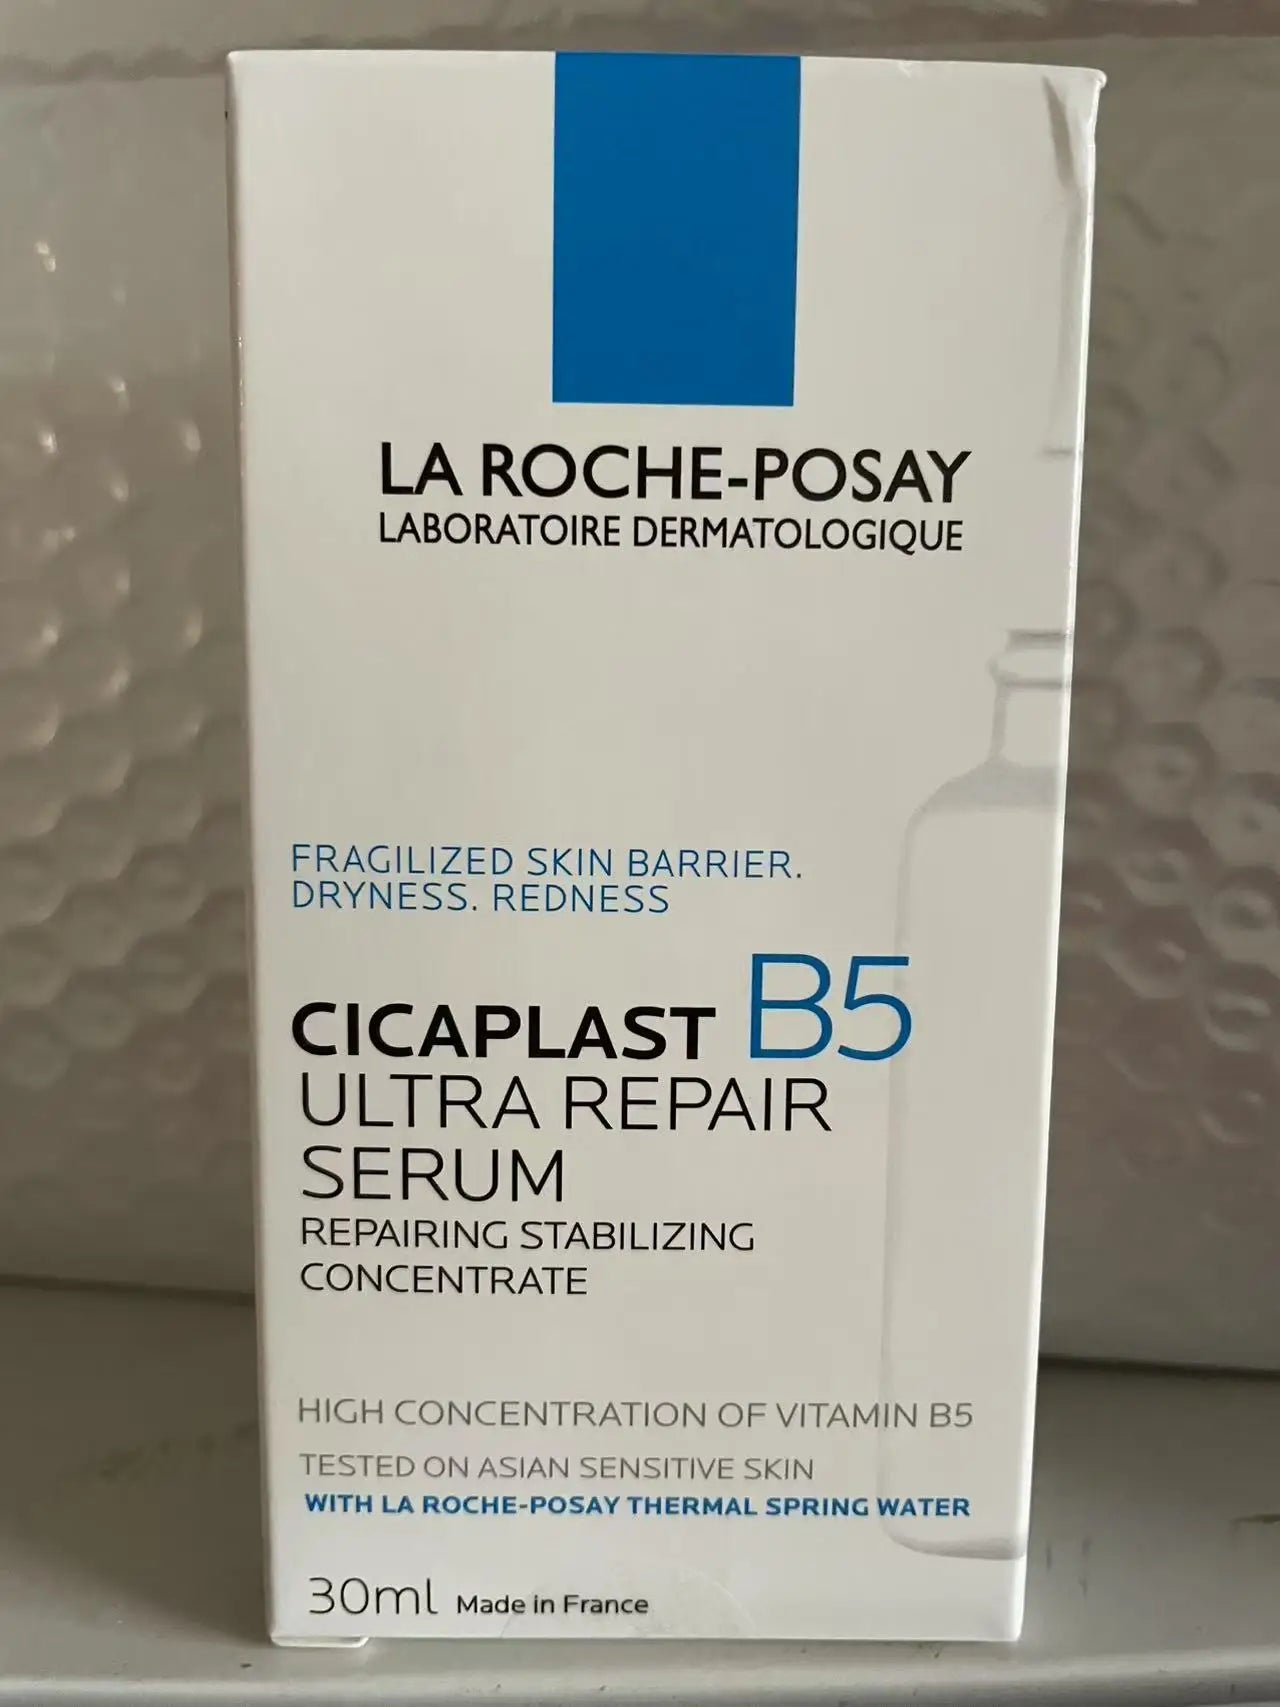 LA ROCHE-POSAY
LABORATOIRE DERMATOLOGIQUE
FRAGILIZED SKIN BARRIER.
DRYNESS. REDNESS
CICAPLAST B5
ULTRA REPAIR
SERUM
REPAIRING STABILIZING
CONCENTRATE
HIGH CONCENTRATION OF VITAMIN B5
TESTED ON ASIAN SENSITIVE SKIN
WITH LA ROCHE-POSAY THERMAL SPRING WATER
30ml Made in France